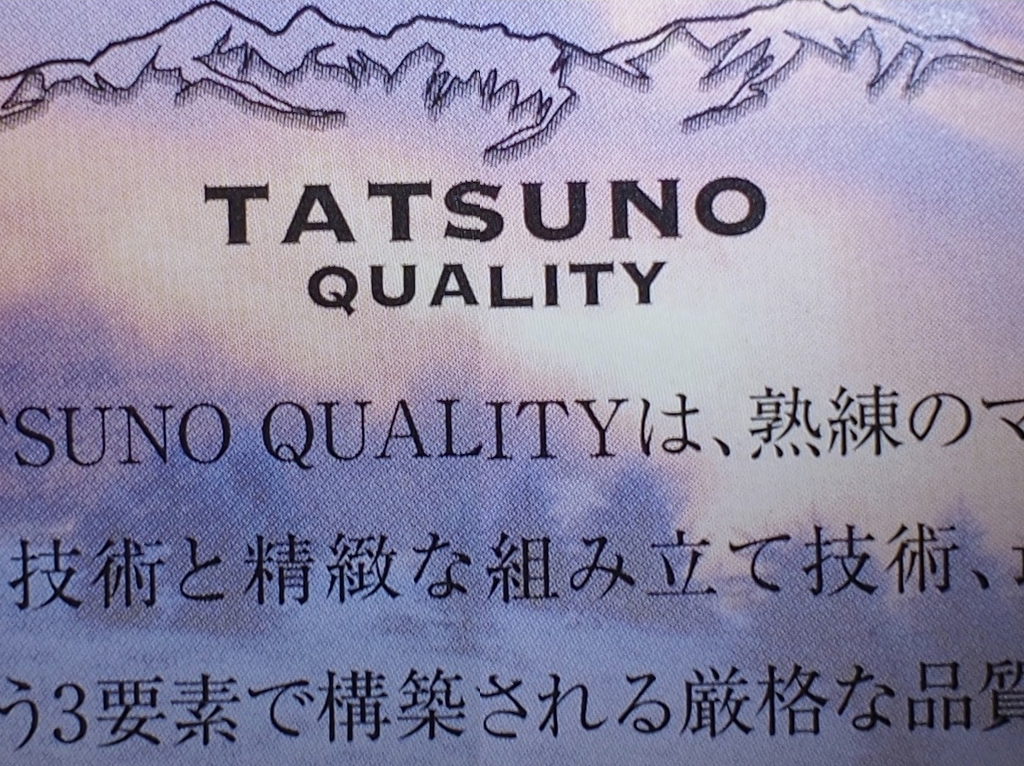 TATSUNO
QUALITY
TSUNO QUALITYは、熟練のマ
技術と精緻な組み立て技術、
う3要素で構築される厳格な品質